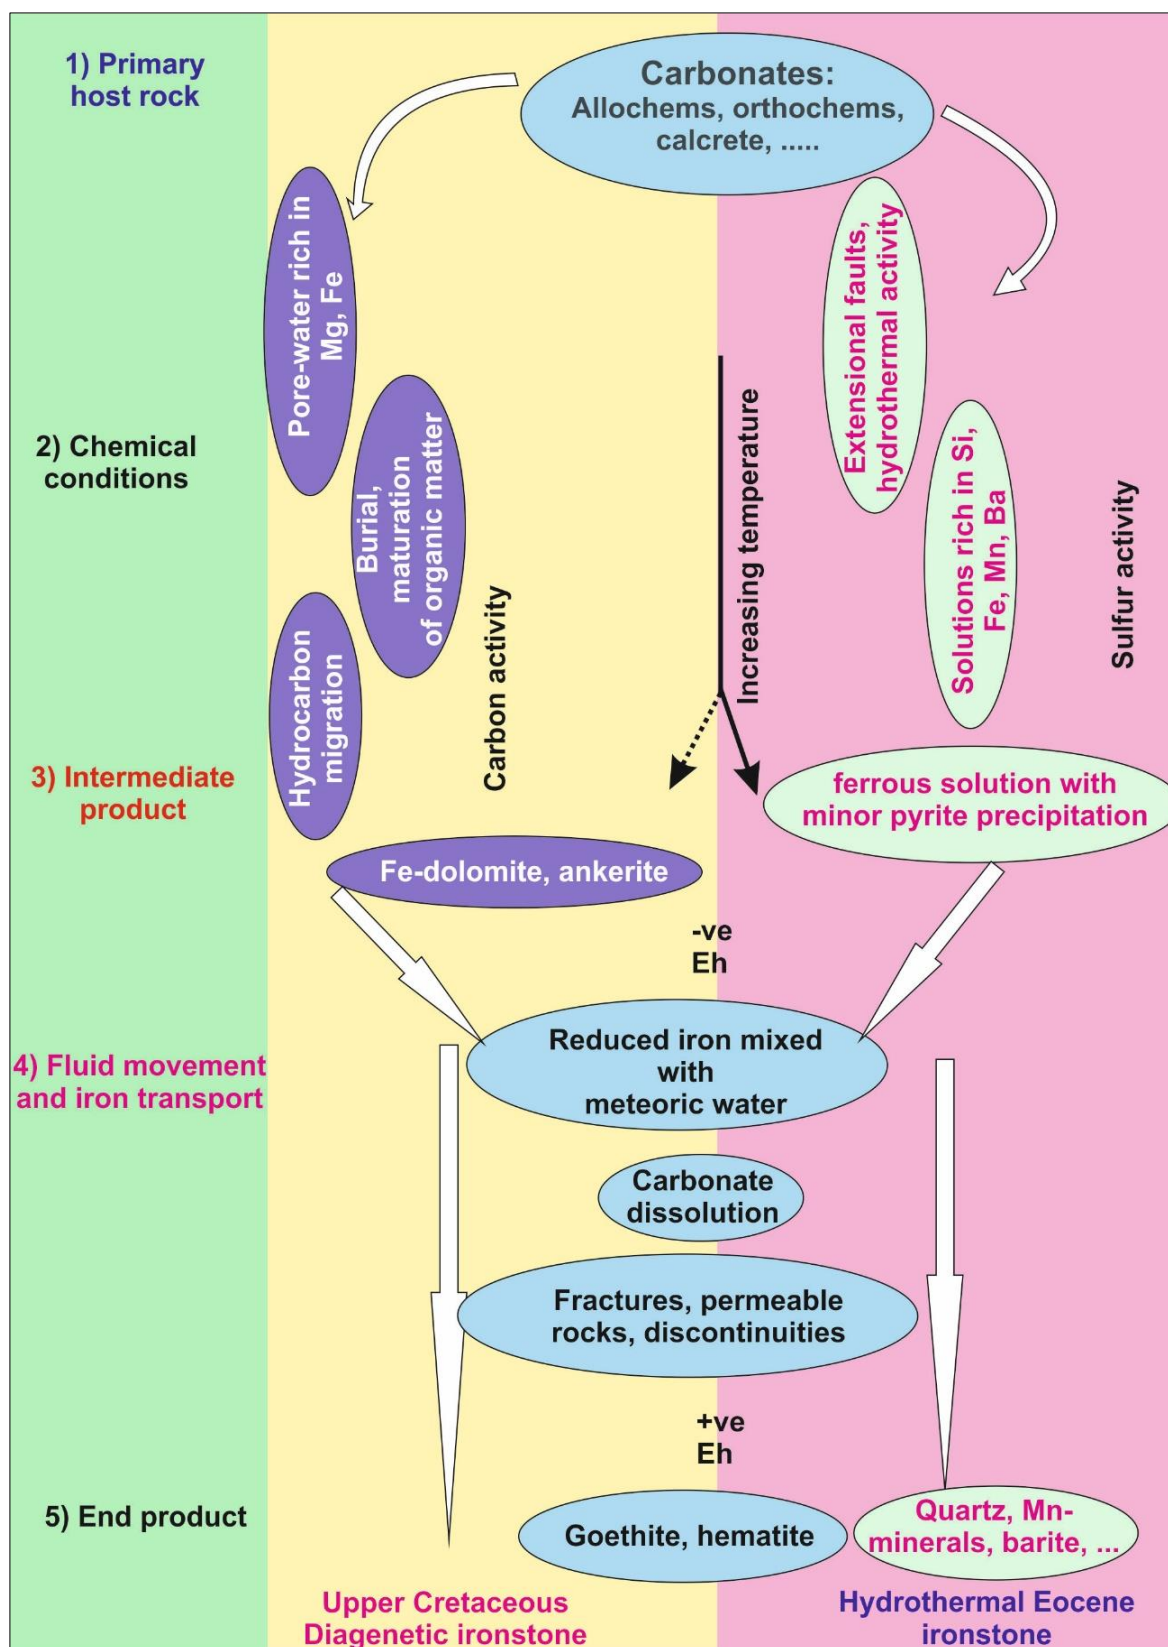 1) Primary
host rock
Carbonates:
Allochems, orthochems,
calcrete, .....
Pore-water rich in
Mg, Fe
Extensional faults,
hydrothermal activity
2) Chemical
conditions
Burial,
maturation
of organic matter
Carbon activity
Increasing temperature
Solutions rich in Si,
Fe, Mn, Ba
Sulfur activity
Hydrocarbon
migration
3) Intermediate
product
ferrous solution with
minor pyrite precipitation
Fe-dolomite, ankerite
-ve
Eh
4) Fluid movement
and iron transport
Reduced iron mixed
with
meteoric water
Carbonate
dissolution
Fractures, permeable
rocks, discontinuities
+ve
Eh
5) End product
Goethite, hematite
Quartz, Mn-
minerals, barite, ...
Upper Cretaceous
Diagenetic ironstone
Hydrothermal Eocene
ironstone